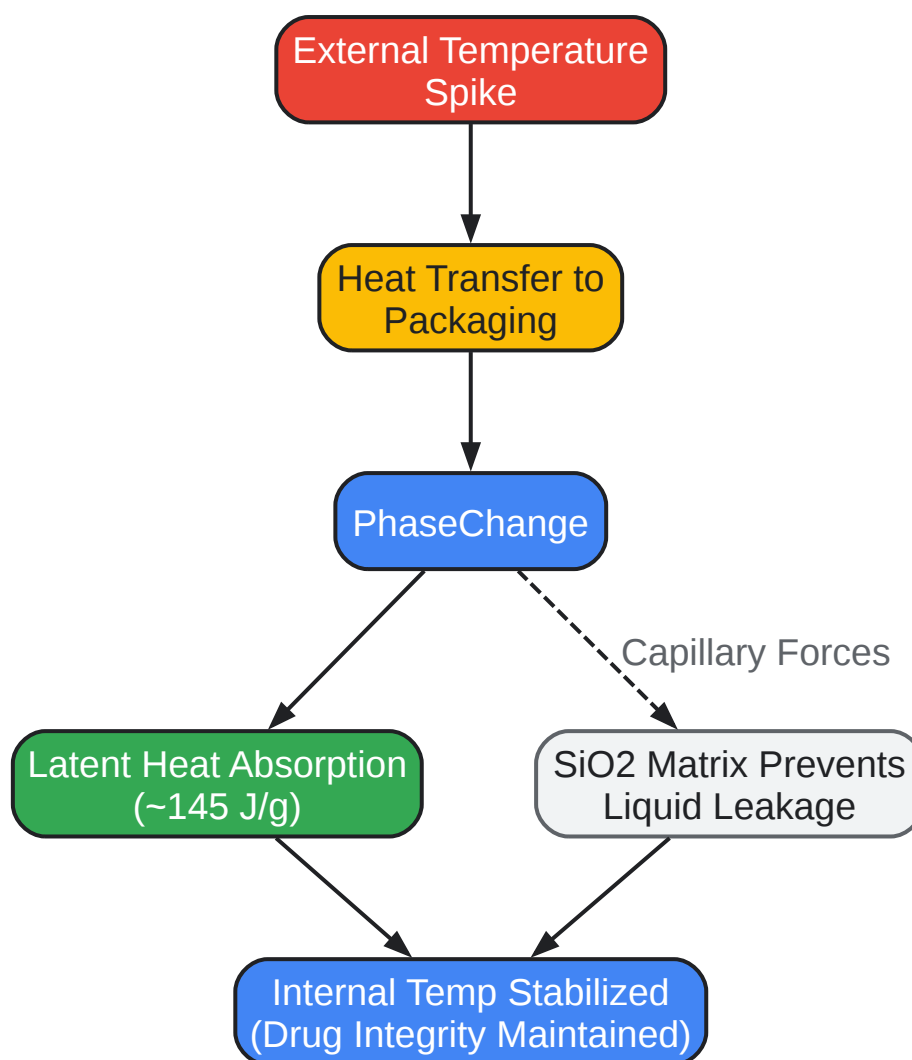 External Temperature
Spike
Heat Transfer to
Packaging
PhaseChange
Capillary Forces
Latent Heat Absorption
(~145 J/g)
SiO2 Matrix Prevents
Liquid Leakage
Internal Temp Stabilized
(Drug Integrity Maintained)